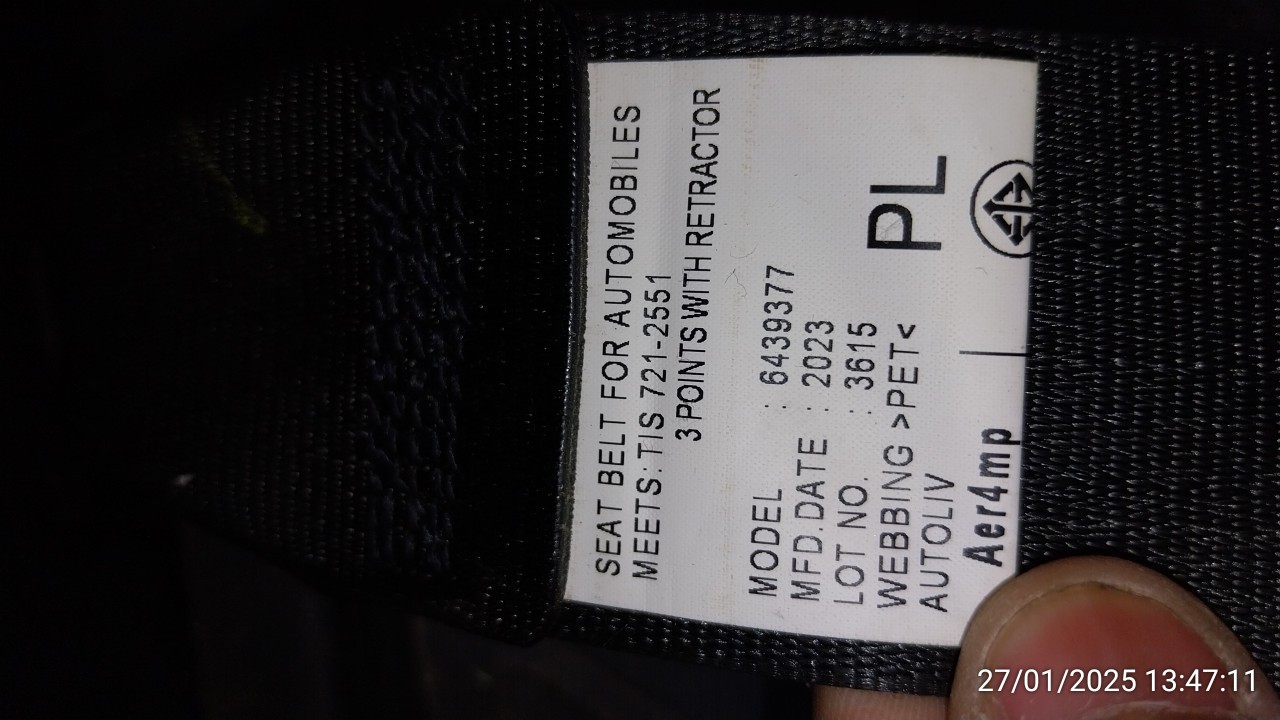 SEAT BELT FOR AUTOMOBILES
MEETS: TIS 721-2551
3 POINTS WITH RETRACTOR
MODEL : 6439377
MFD.DATE : 2023
LOT NO. : 3615
WEBBING >PET<
AUTOLIV
PL
Aer4mp
27/01/2025 13:47:11